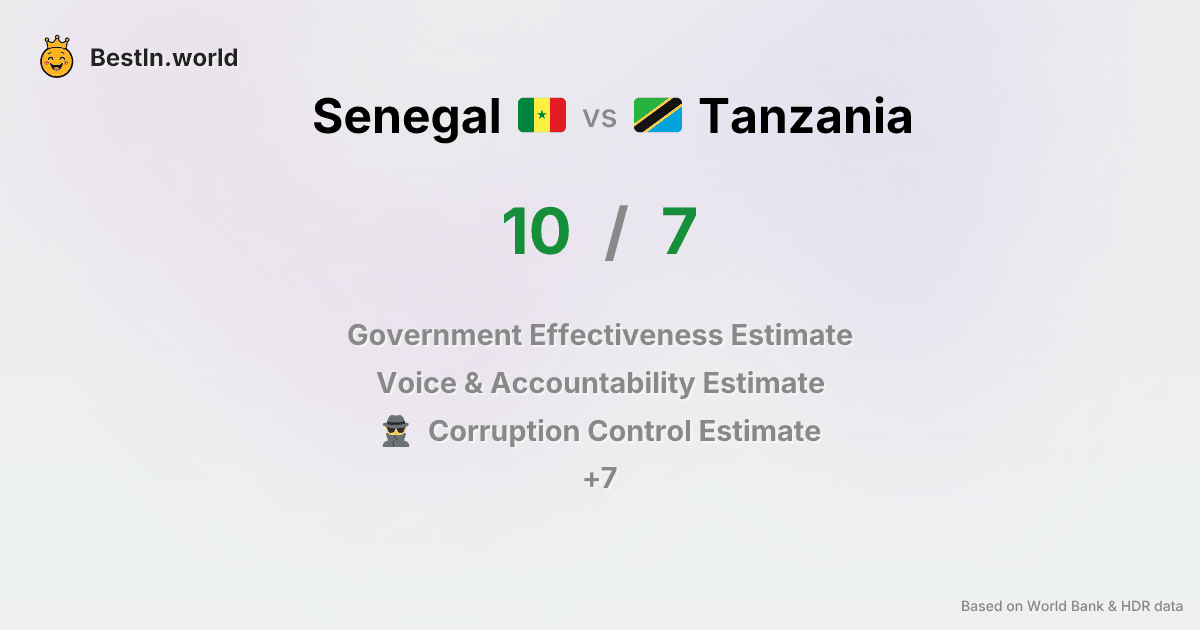 BestIn.world
Senegal vs Tanzania
10 / 7
Government Effectiveness Estimate
Voice & Accountability Estimate
Corruption Control Estimate
+7
Based on World Bank & HDR data